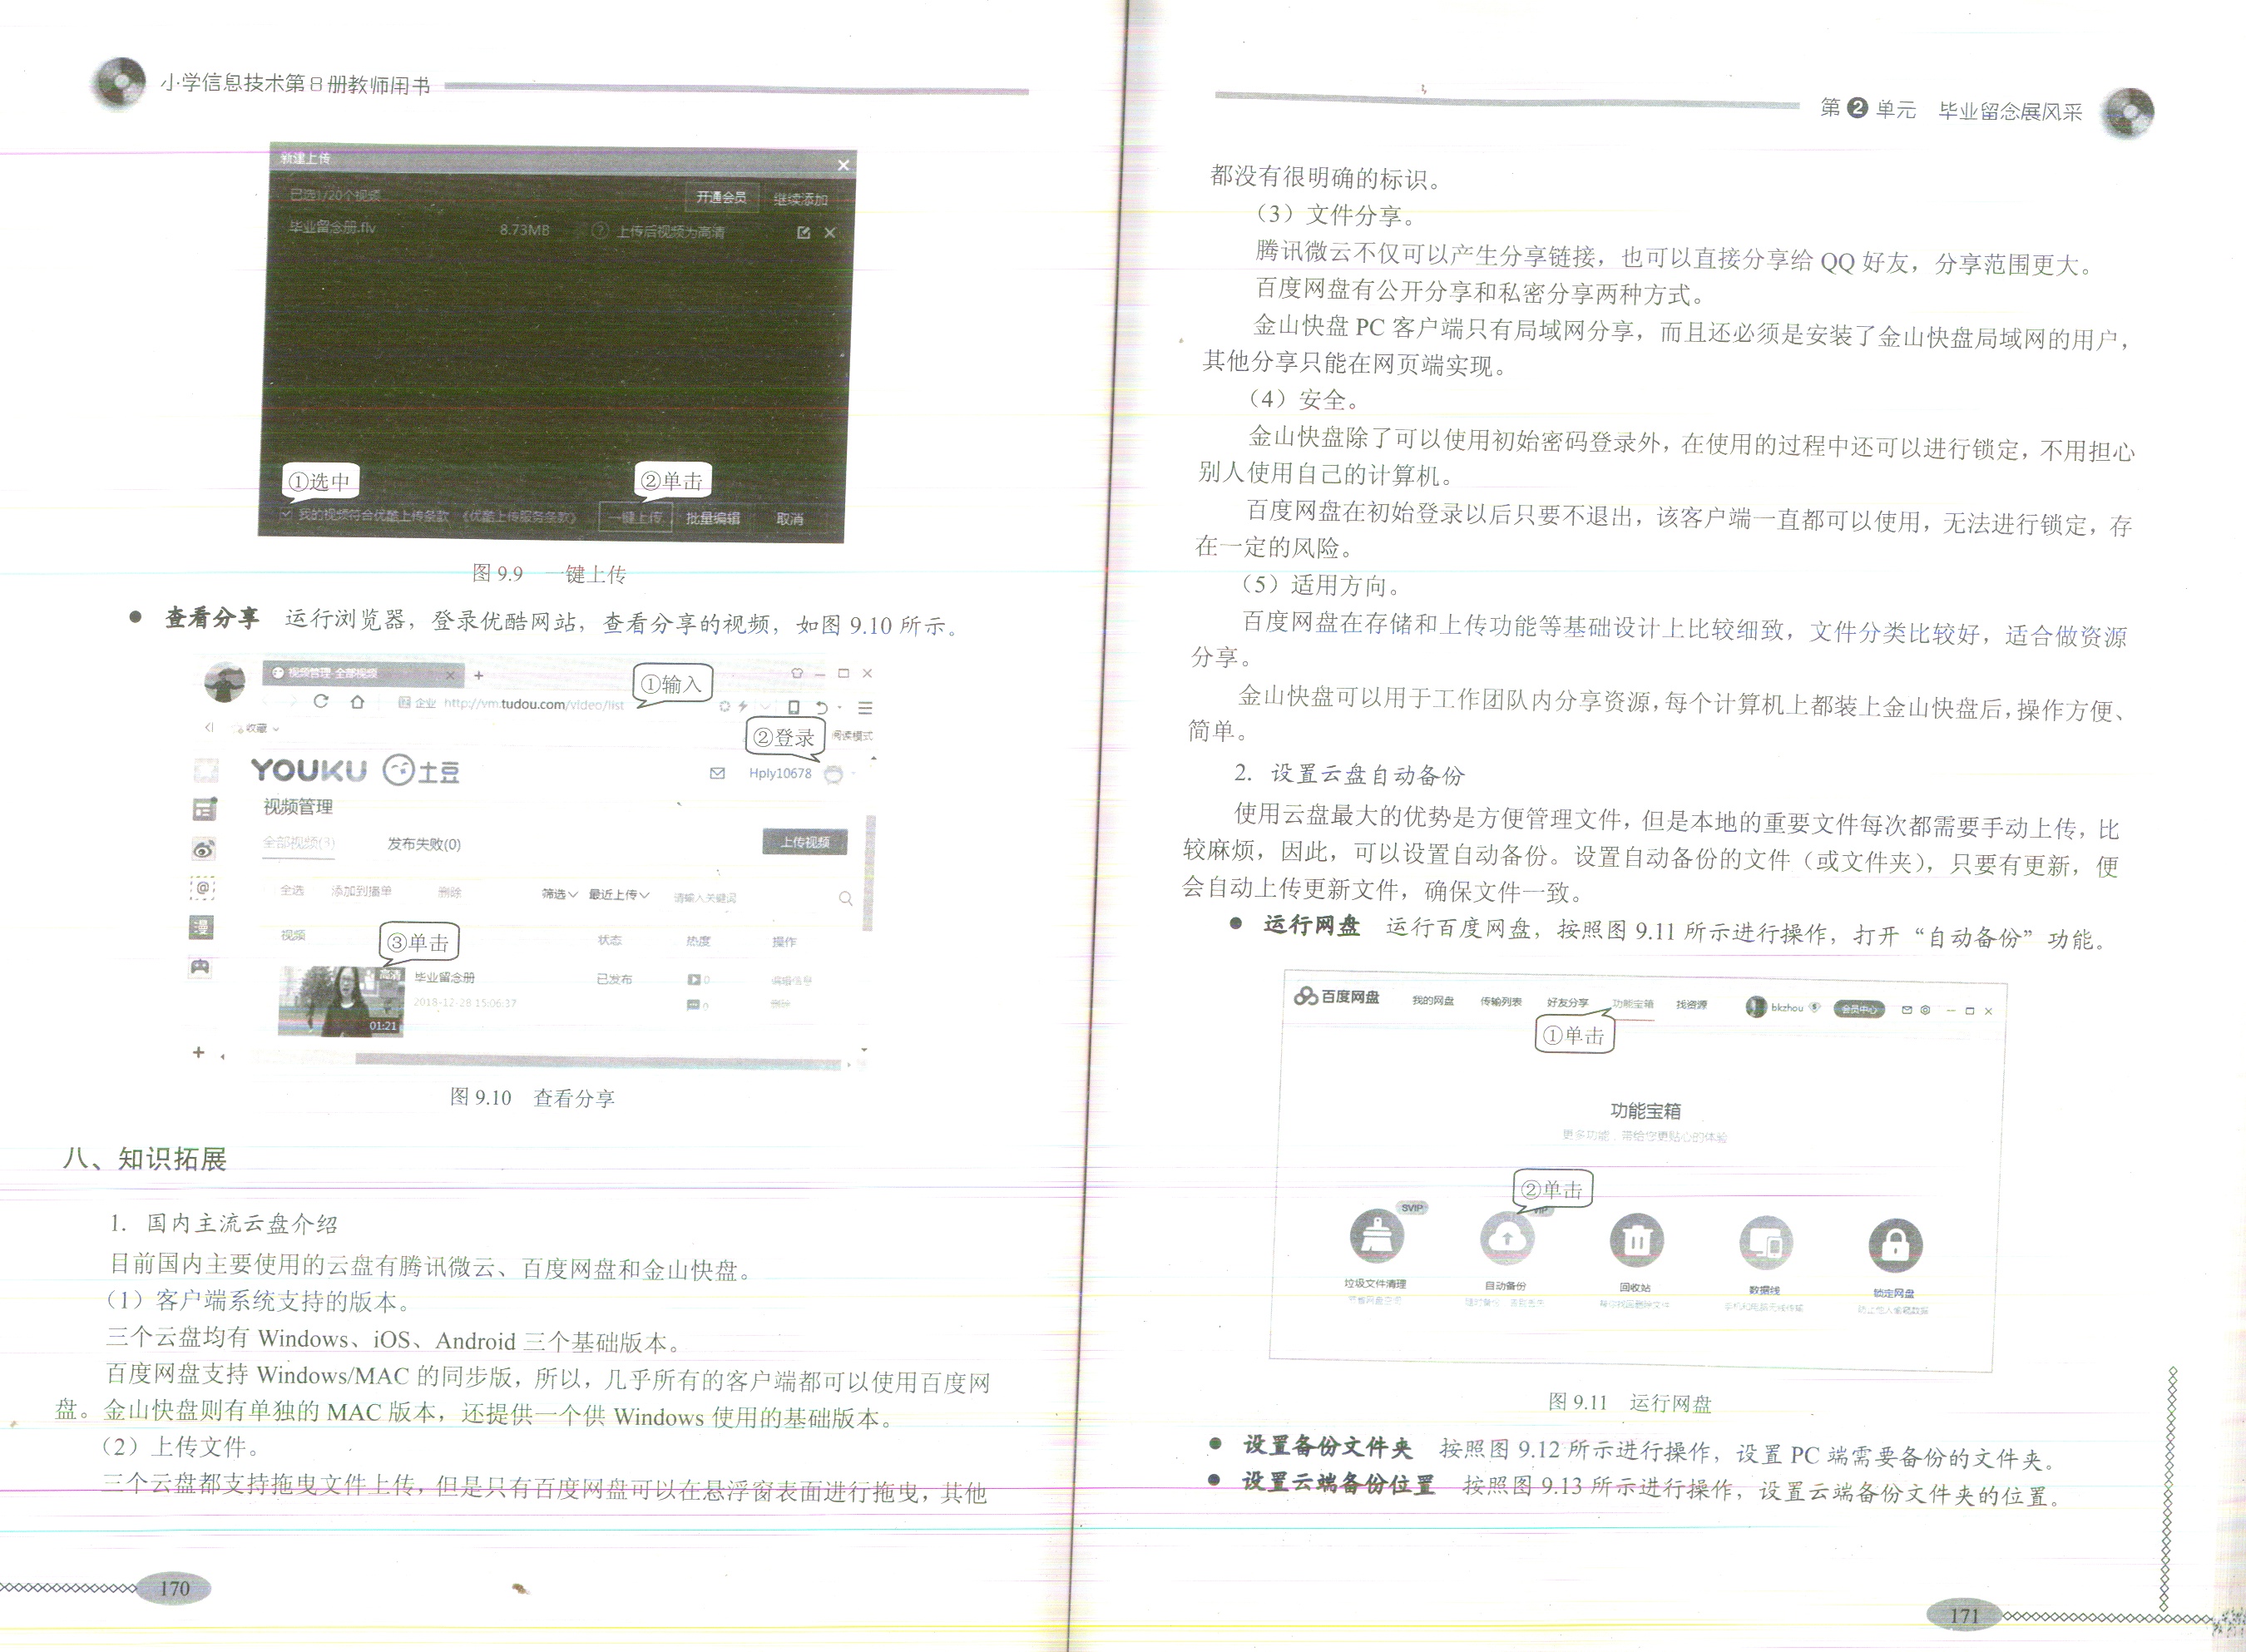 小学信息技术第8册教师用书
新建上传
已选1/20个视频
开通会员 继续添加
毕业留念册.flv 8.73MB ? 上传后视频为高清
①选中 ②单击
我的视频符合优酷上传条款 《优酷上传服务条款》 一键上传 批量编辑 取消
图 9.9 一键上传
● 查看分享 运行浏览器，登录优酷网站，查看分享的视频，如图 9.10 所示。
视频管理-全部视频
①输入
企业 http://vm.tudou.com/video/list
收藏
②登录 阅读模式
YOUKU 土豆
Hply10678
视频管理
全部视频(3) 发布失败(0) 上传视频
全选 添加到播单 删除 筛选 最近上传 请输入关键词
漫
视频 ③单击 状态 热度 操作
毕业留念册 已发布 0 编辑信息
2018-12-28 15:06:37 0 删除
01:21
图 9.10 查看分享
八、知识拓展
1. 国内主流云盘介绍
目前国内主要使用的云盘有腾讯微云、百度网盘和金山快盘。
（1）客户端系统支持的版本。
三个云盘均有 Windows、iOS、Android 三个基础版本。
百度网盘支持 Windows/MAC 的同步版，所以，几乎所有的客户端都可以使用百度网
盘。金山快盘则有单独的 MAC 版本，还提供一个供 Windows 使用的基础版本。
（2）上传文件。
三个云盘都支持拖曳文件上传，但是只有百度网盘可以在悬浮窗表面进行拖曳，其他
170
第2单元 毕业留念展风采
都没有很明确的标识。
（3）文件分享。
腾讯微云不仅可以产生分享链接，也可以直接分享给 QQ 好友，分享范围更大。
百度网盘有公开分享和私密分享两种方式。
金山快盘 PC 客户端只有局域网分享，而且还必须是安装了金山快盘局域网的用户，
其他分享只能在网页端实现。
（4）安全。
金山快盘除了可以使用初始密码登录外，在使用的过程中还可以进行锁定，不用担心
别人使用自己的计算机。
百度网盘在初始登录以后只要不退出，该客户端一直都可以使用，无法进行锁定，存
在一定的风险。
（5）适用方向。
百度网盘在存储和上传功能等基础设计上比较细致，文件分类比较好，适合做资源
分享。
金山快盘可以用于工作团队内分享资源，每个计算机上都装上金山快盘后，操作方便、
简单。
2. 设置云盘自动备份
使用云盘最大的优势是方便管理文件，但是本地的重要文件每次都需要手动上传，比
较麻烦，因此，可以设置自动备份。设置自动备份的文件（或文件夹），只要有更新，便
会自动上传更新文件，确保文件一致。
● 运行网盘 运行百度网盘，按照图 9.11 所示进行操作，打开“自动备份”功能。
百度网盘 我的网盘 传输列表 好友分享 功能宝箱 找资源 bkzhou 会员中心
①单击
功能宝箱
更多功能，带给您更贴心的体验
②单击
SVIP VIP
垃圾文件清理 自动备份 回收站 数据线 锁定网盘
图 9.11 运行网盘
● 设置备份文件夹 按照图 9.12 所示进行操作，设置 PC 端需要备份的文件夹。
● 设置云端备份位置 按照图 9.13 所示进行操作，设置云端备份文件夹的位置。
171